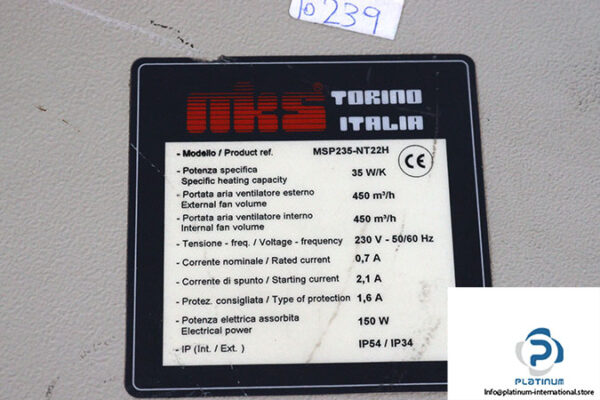 10239
nks® TORINO
ITALIA
- Modello / Product ref. MSP235-NT22H
CE
- Potenza specifica
Specific heating capacity 35 W/K
- Portata aria ventilatore esterno
External fan volume 450 m³/h
- Portata aria ventilatore interno
Internal fan volume 450 m³/h
- Tensione - freq. / Voltage - frequency 230 V - 50/60 Hz
- Corrente nominale / Rated current 0,7 A
- Corrente di spunto / Starting current 2,1 A
- Protez. consigliata / Type of protection 1,6 A
- Potenza elettrica assorbita
Electrical power 150 W
- IP (Int. / Ext. ) IP54 / IP34
PLATINUM
Info@platinum-international.store